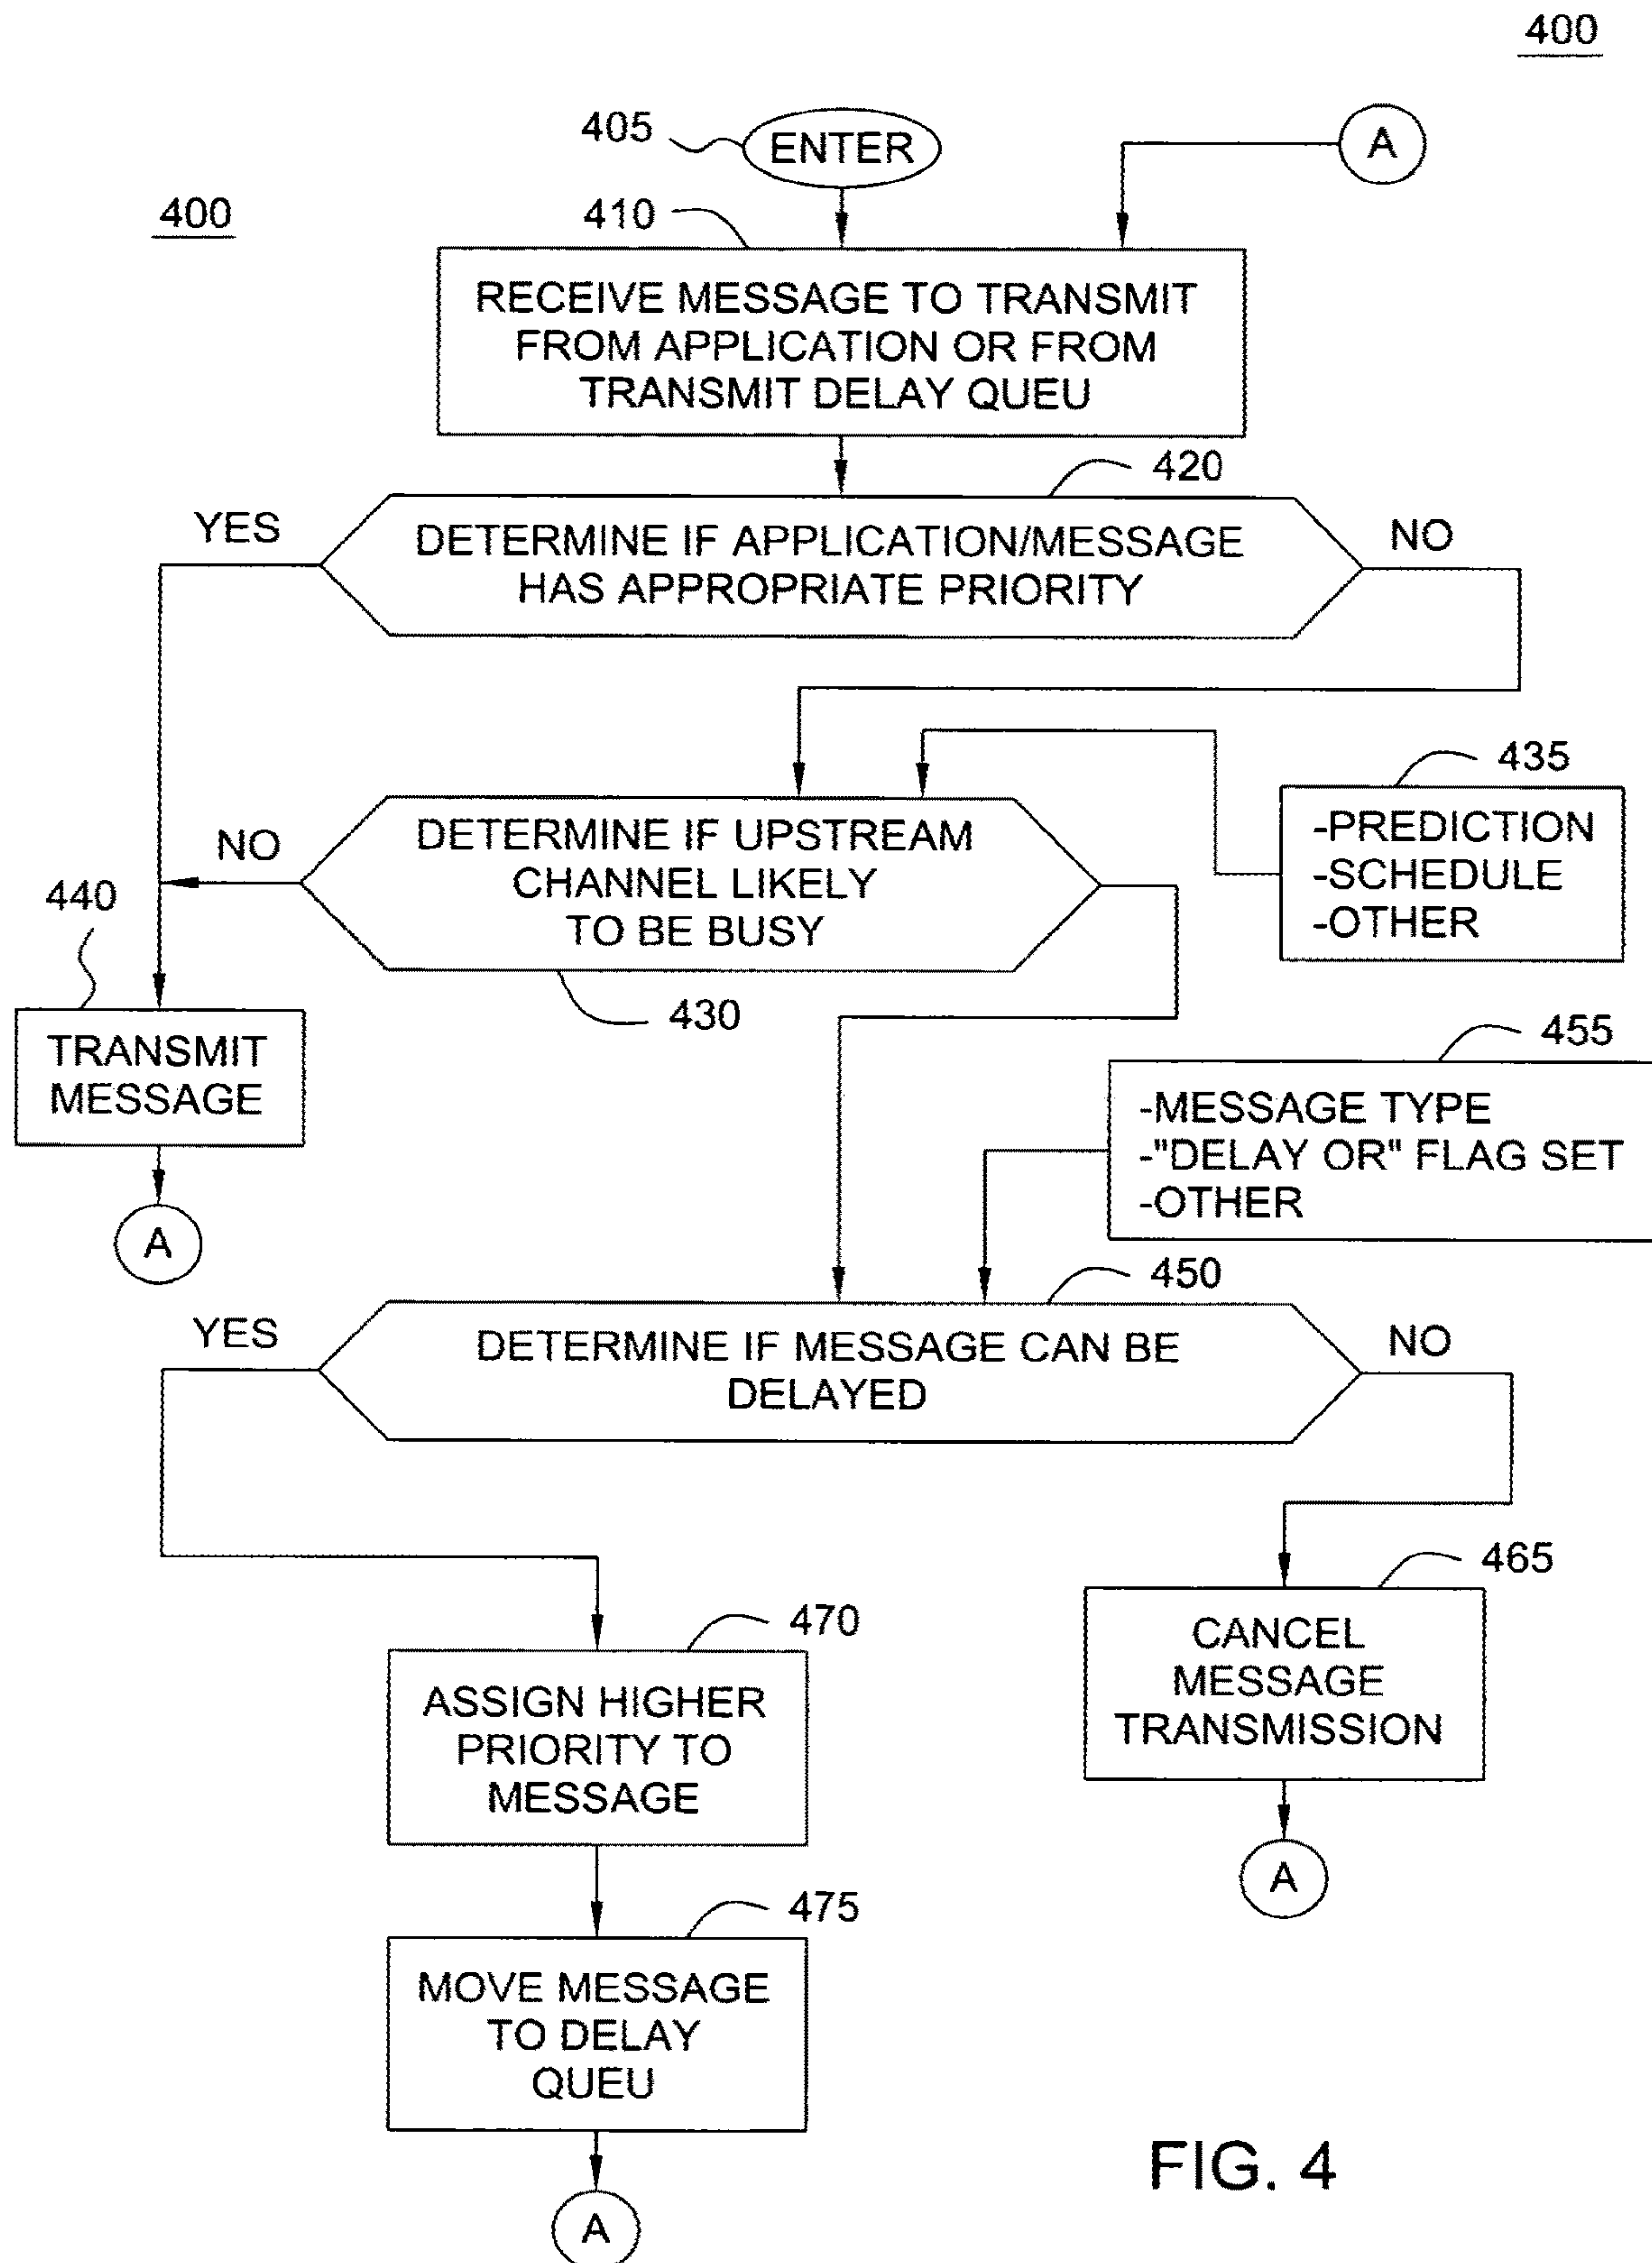 400
405
ENTER
A
400
410
RECEIVE MESSAGE TO TRANSMIT
FROM APPLICATION OR FROM
TRANSMIT DELAY QUEU
420
YES
DETERMINE IF APPLICATION/MESSAGE
HAS APPROPRIATE PRIORITY
NO
435
-PREDICTION
-SCHEDULE
-OTHER
NO
DETERMINE IF UPSTREAM
CHANNEL LIKELY
TO BE BUSY
430
440
TRANSMIT
MESSAGE
A
455
-MESSAGE TYPE
-"DELAY OR" FLAG SET
-OTHER
450
YES
DETERMINE IF MESSAGE CAN BE
DELAYED
NO
465
CANCEL
MESSAGE
TRANSMISSION
A
470
ASSIGN HIGHER
PRIORITY TO
MESSAGE
475
MOVE MESSAGE
TO DELAY
QUEU
A
FIG. 4